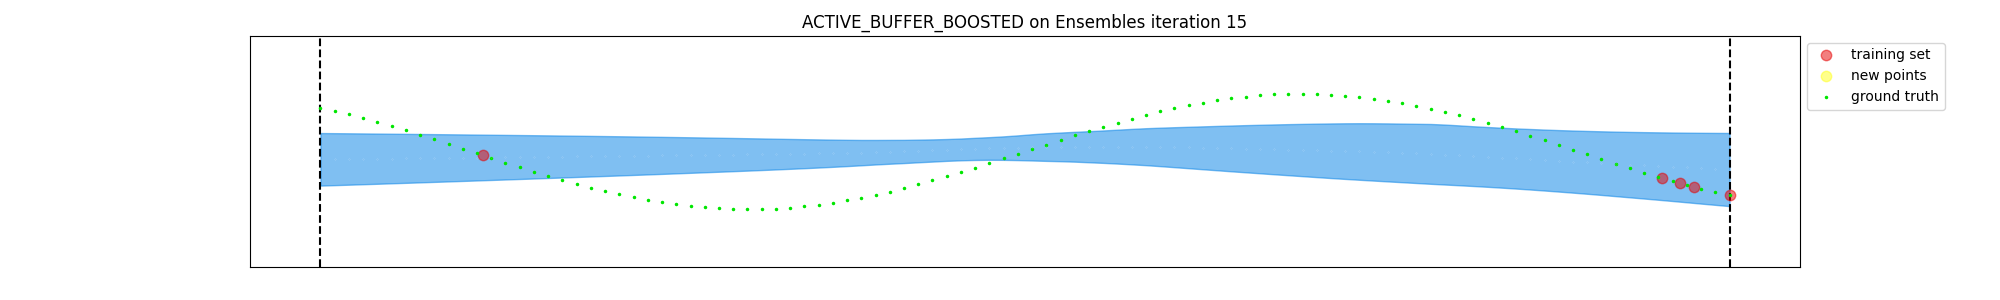 ACTIVE_BUFFER_BOOSTED on Ensembles iteration 15
training set
new points
ground truth